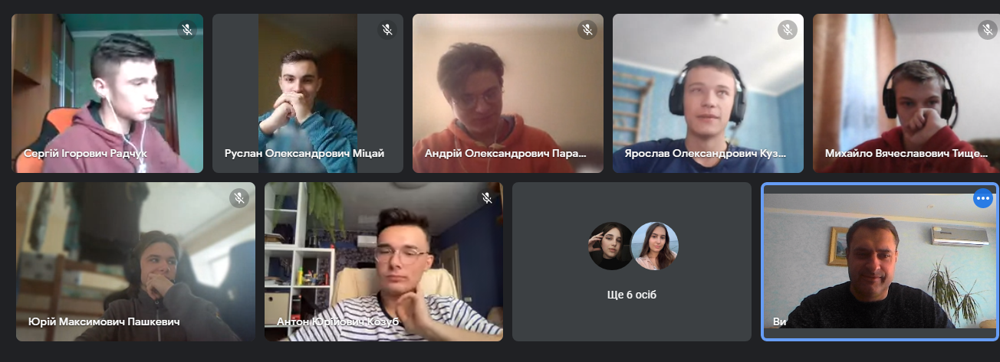 Сергій Ігорович Радчук
Руслан Олександрович Міцай
Андрій Олександрович Пара...
Ярослав Олександрович Куз...
Михайло Вячеславович Тище...
Юрій Максимович Пашкевич
Антон Юрійович Козуб
Ще 6 осіб
Ви